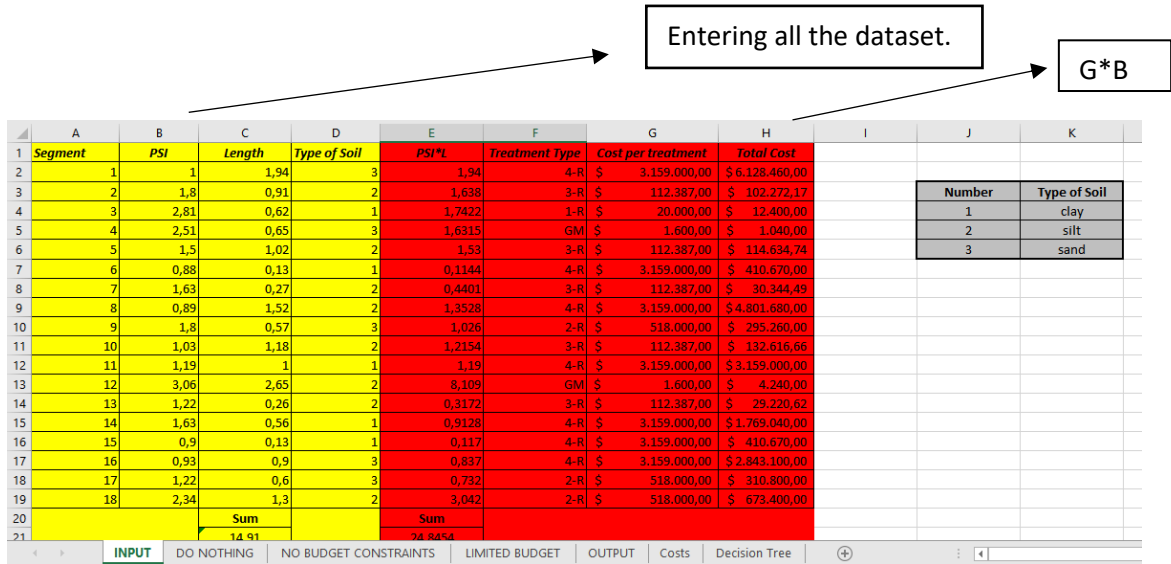 Entering all the dataset.
G*B
A B C D E F G H I J K
1 Segment PSI Length Type of Soil PSI*L Treatment Type Cost per treatment Total Cost
2 1 1 1,94 3 1,94 4-R $ 3.159.000,00 $ 6.128.460,00
3 2 1,8 0,91 2 1,638 3-R $ 112.387,00 $ 102.272,17 Number Type of Soil
4 3 2,81 0,62 1 1,7422 1-R $ 20.000,00 $ 12.400,00 1 clay
5 4 2,51 0,65 3 1,6315 GM $ 1.600,00 $ 1.040,00 2 silt
6 5 1,5 1,02 2 1,53 3-R $ 112.387,00 $ 114.634,74 3 sand
7 6 0,88 0,13 1 0,1144 4-R $ 3.159.000,00 $ 410.670,00
8 7 1,63 0,27 2 0,4401 3-R $ 112.387,00 $ 30.344,49
9 8 0,89 1,52 2 1,3528 4-R $ 3.159.000,00 $ 4.801.680,00
10 9 1,8 0,57 3 1,026 2-R $ 518.000,00 $ 295.260,00
11 10 1,03 1,18 2 1,2154 3-R $ 112.387,00 $ 132.616,66
12 11 1,19 1 1 1,19 4-R $ 3.159.000,00 $ 3.159.000,00
13 12 3,06 2,65 2 8,109 GM $ 1.600,00 $ 4.240,00
14 13 1,22 0,26 2 0,3172 3-R $ 112.387,00 $ 29.220,62
15 14 1,63 0,56 1 0,9128 4-R $ 3.159.000,00 $ 1.769.040,00
16 15 0,9 0,13 1 0,117 4-R $ 3.159.000,00 $ 410.670,00
17 16 0,93 0,9 3 0,837 4-R $ 3.159.000,00 $ 2.843.100,00
18 17 1,22 0,6 3 0,732 2-R $ 518.000,00 $ 310.800,00
19 18 2,34 1,3 2 3,042 2-R $ 518.000,00 $ 673.400,00
20 Sum Sum
21 14,91 24,8454
INPUT DO NOTHING NO BUDGET CONSTRAINTS LIMITED BUDGET OUTPUT Costs Decision Tree